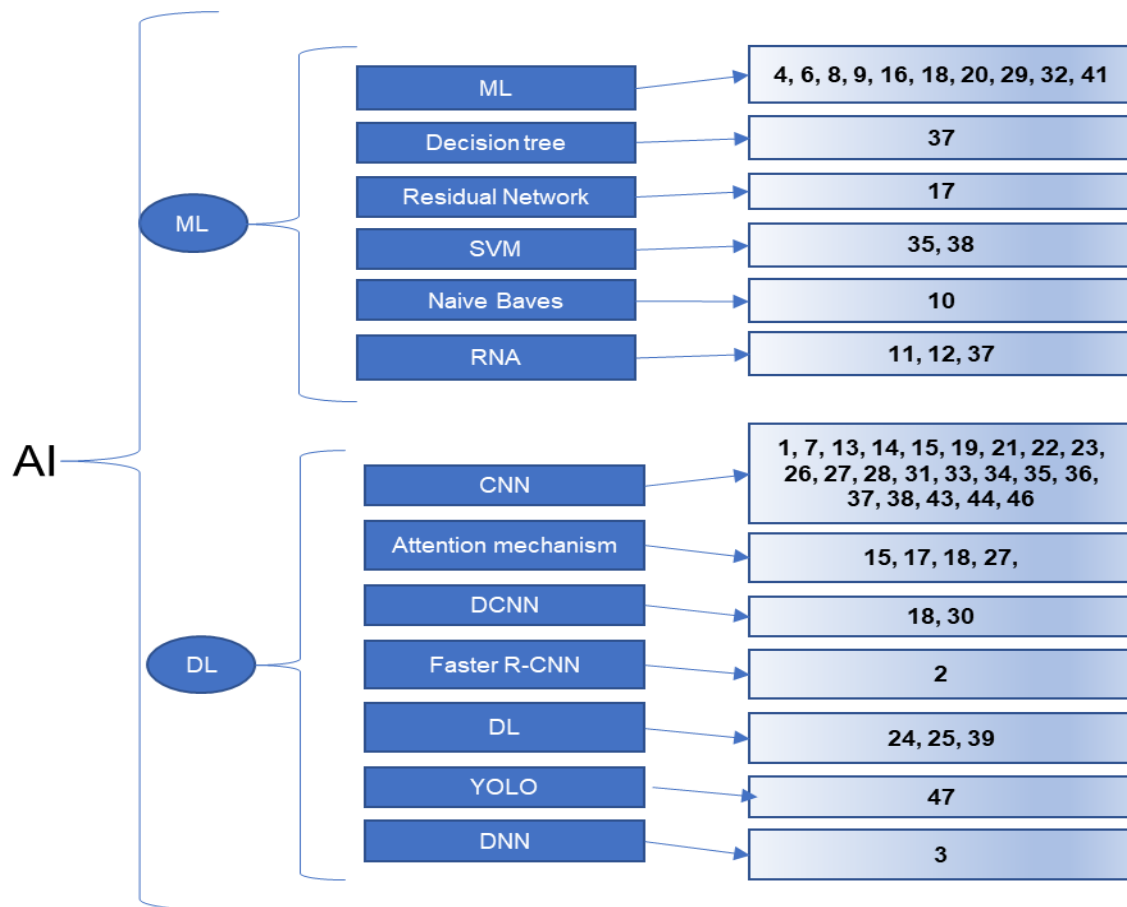 AI
ML
ML
4, 6, 8, 9, 16, 18, 20, 29, 32, 41
Decision tree
37
Residual Network
17
SVM
35, 38
Naive Baves
10
RNA
11, 12, 37
DL
CNN
1, 7, 13, 14, 15, 19, 21, 22, 23,
26, 27, 28, 31, 33, 34, 35, 36,
37, 38, 43, 44, 46
Attention mechanism
15, 17, 18, 27,
DCNN
18, 30
Faster R-CNN
2
DL
24, 25, 39
YOLO
47
DNN
3